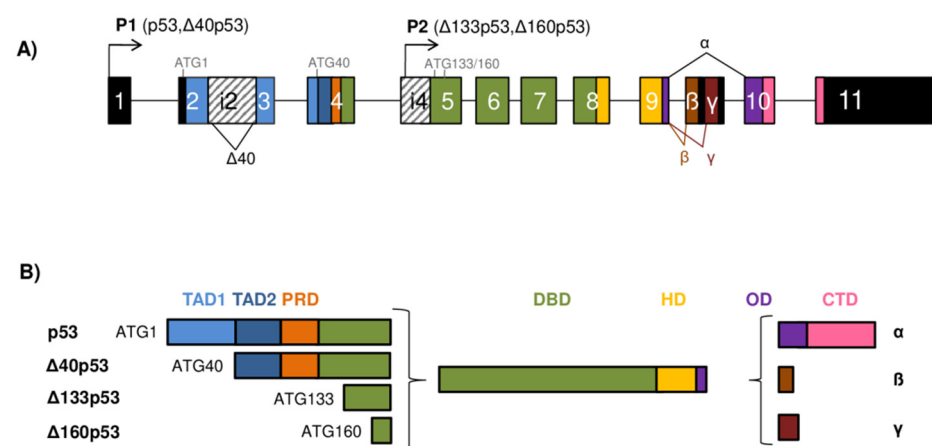 A)
P1 (p53,Δ40p53)
P2 (Δ133p53,Δ160p53)
ATG1
ATG40
ATG133/160
α
1
2
i2
3
4
i4
5
6
7
8
9
β
γ
10
11
Δ40
β
γ
B)
TAD1 TAD2 PRD DBD HD OD CTD
p53 ATG1 α
Δ40p53 ATG40 ß
Δ133p53 ATG133
Δ160p53 ATG160 γ